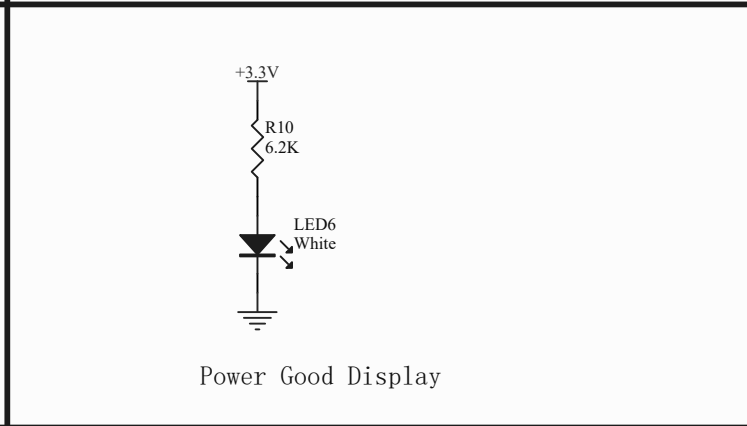 +3.3V
R10
6.2K
LED6
White
Power Good Display